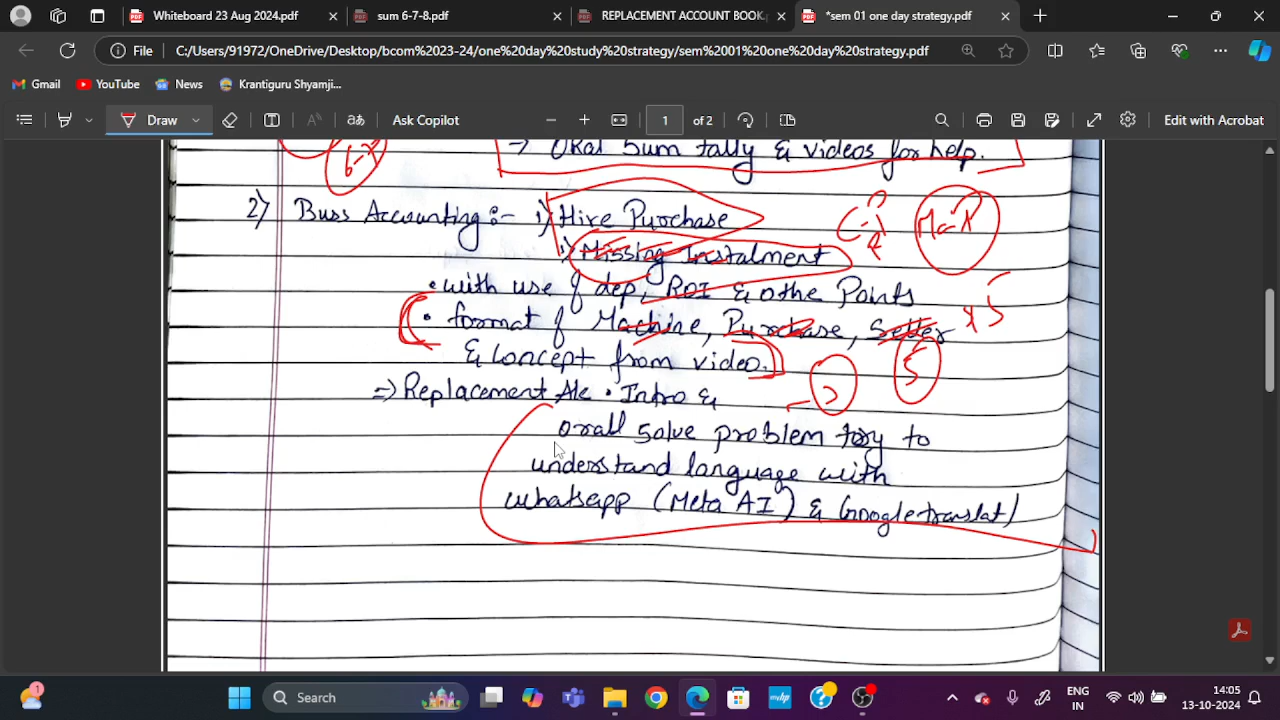 Whiteboard 23 Aug 2024.pdf
sum 6-7-8.pdf
REPLACEMENT ACCOUNT BOOK.
*sem 01 one day strategy.pdf
File C:/Users/91972/OneDrive/Desktop/bcom%2023-24/one%20day%20study%20strategy/sem%2001%20one%20day%20strategy.pdf
Gmail YouTube News Krantiguru Shyamji...
Draw Ask Copilot 1 of 2 Edit with Acrobat
→ Oral Sum tally & videos for help.
2) Buss Accounting :- i) Hire Purchase
i) Missing Instalment
• with use of dep, ROI & othe Points
• format of Machine, Purchase, Seller
& concept from video.
=> Replacement A/c • Intro &
orall solve problem tory to
understand language with
whatsapp (Meta AI) & Google translat)
Search
ENG
IN
14:05
13-10-2024